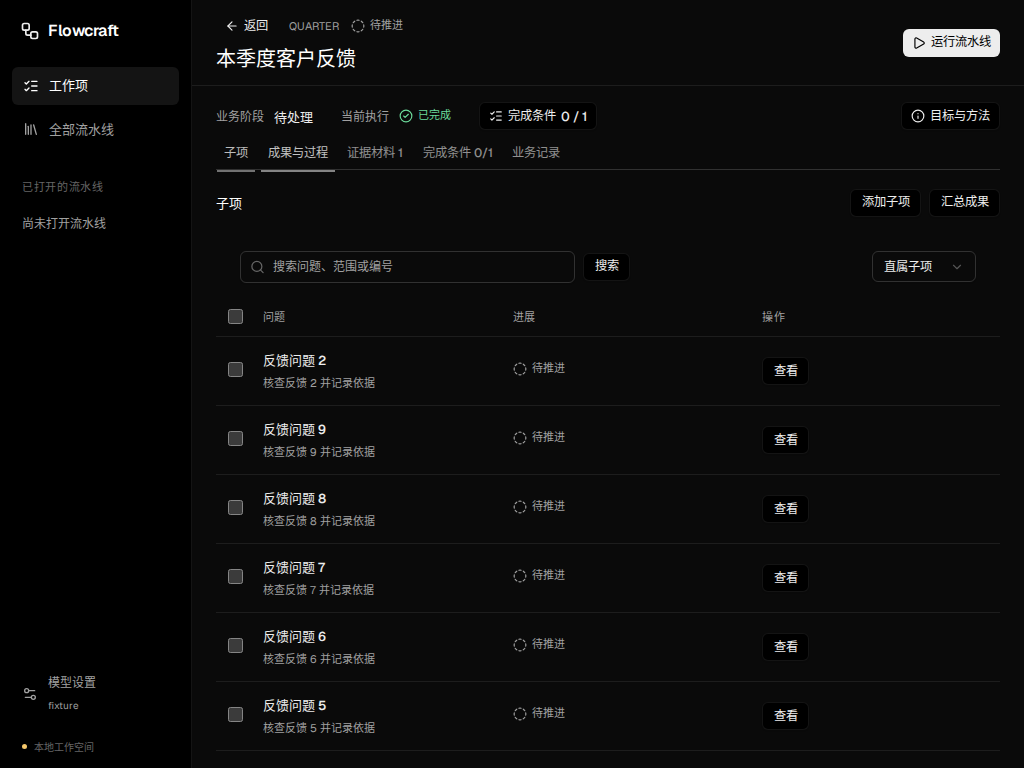 Flowcraft
工作项
全部流水线
已打开的流水线
尚未打开流水线
模型设置
fixture
本地工作空间
返回 QUARTER 待推进
本季度客户反馈
运行流水线
业务阶段 待处理 当前执行 已完成 完成条件 0 / 1 目标与方法
子项 成果与过程 证据材料 1 完成条件 0/1 业务记录
子项 添加子项 汇总成果
搜索问题、范围或编号 搜索 直属子项
问题 进展 操作
反馈问题 2
核查反馈 2 并记录依据
待推进 查看
反馈问题 9
核查反馈 9 并记录依据
待推进 查看
反馈问题 8
核查反馈 8 并记录依据
待推进 查看
反馈问题 7
核查反馈 7 并记录依据
待推进 查看
反馈问题 6
核查反馈 6 并记录依据
待推进 查看
反馈问题 5
核查反馈 5 并记录依据
待推进 查看